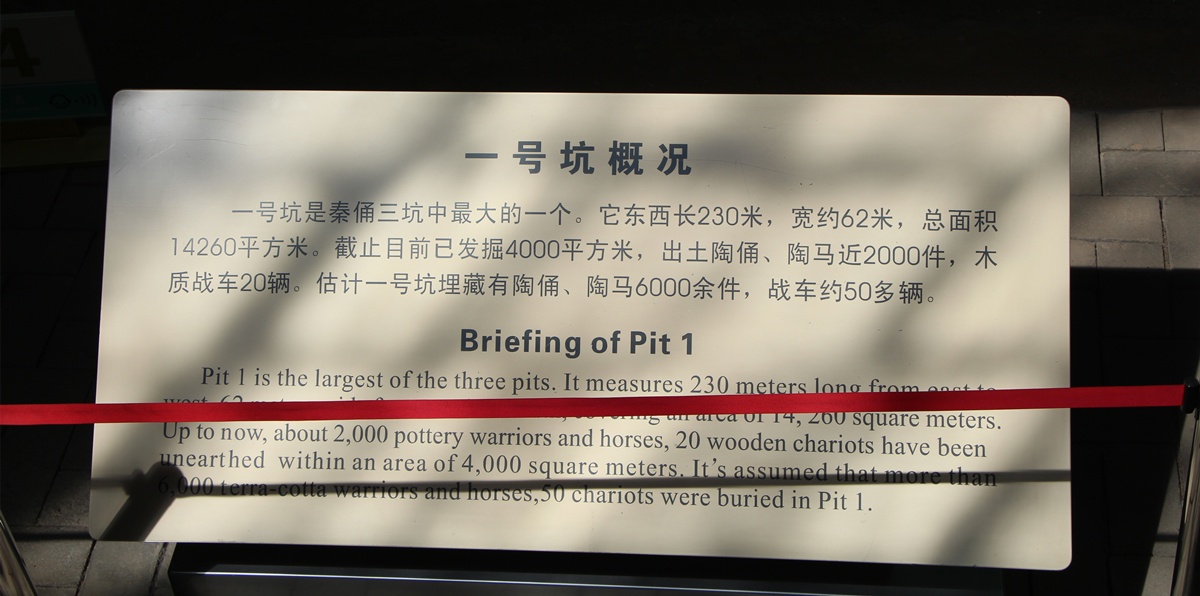 4
一号坑概况
一号坑是秦俑三坑中最大的一个。它东西长230米，宽约62米，总面积
14260平方米。截止目前已发掘4000平方米，出土陶俑、陶马近2000件，木
质战车20辆。估计一号坑埋藏有陶俑、陶马6000余件，战车约50多辆。
Briefing of Pit 1
Pit 1 is the largest of the three pits. It measures 230 meters long from east to
west, 62 covering an area of 14, 260 square meters.
Up to now, about 2,000 pottery warriors and horses, 20 wooden chariots have been
unearthed within an area of 4,000 square meters. It's assumed that more than
6,000 terra-cotta warriors and horses,50 chariots were buried in Pit 1.